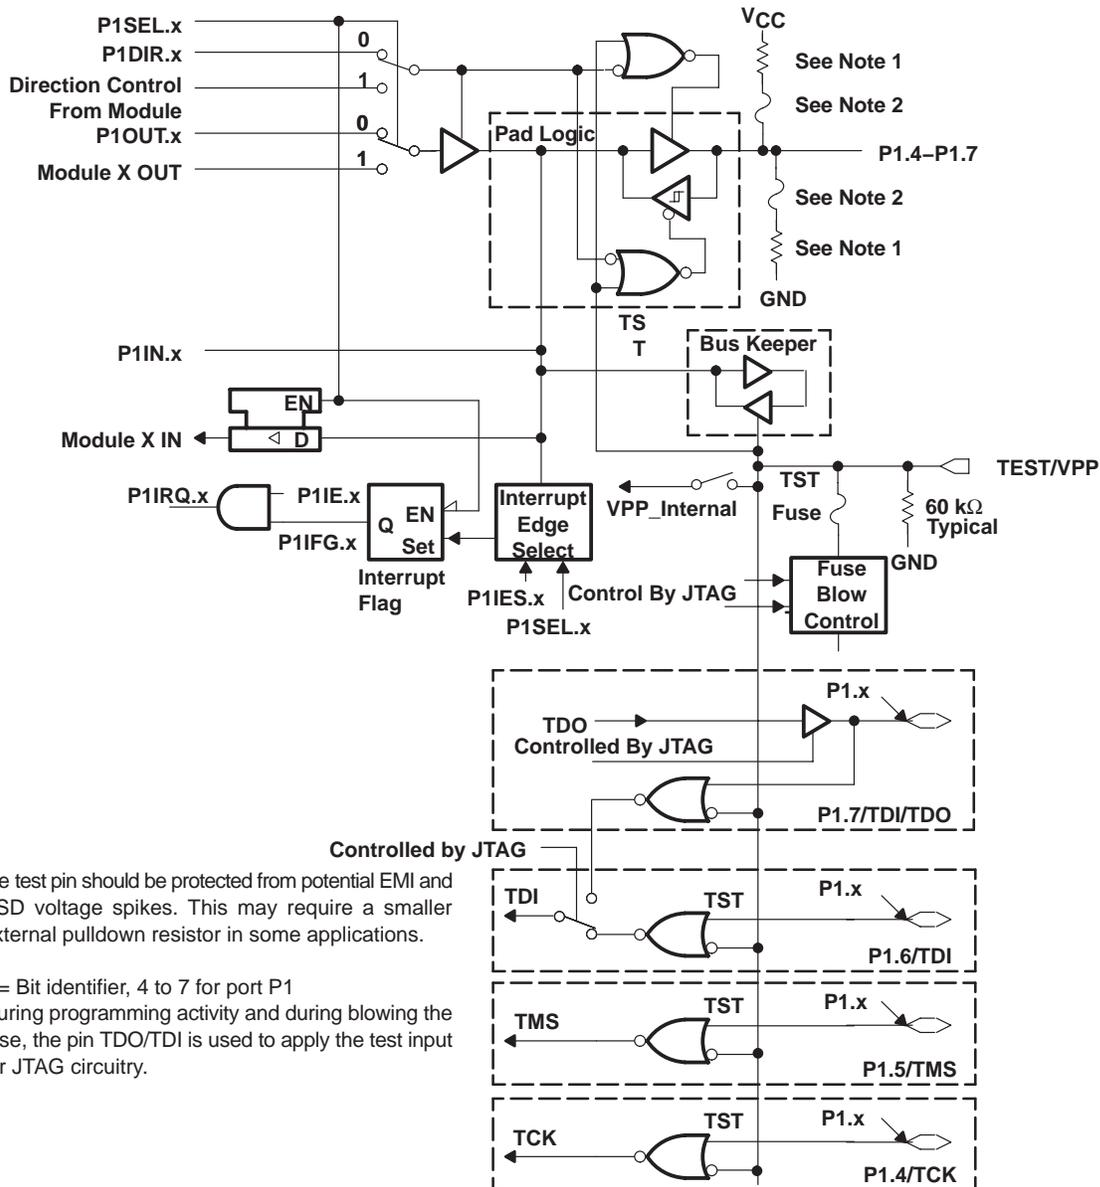 P1SEL.x
P1DIR.x
Direction Control
From Module
P1OUT.x
Module X OUT
0
1
0
1
Pad Logic
VCC
See Note 1
See Note 2
P1.4–P1.7
See Note 2
See Note 1
GND
TS
T
P1IN.x
Bus Keeper
EN
D
Module X IN
TEST/VPP
TST
VPP_Internal
Fuse
60 kΩ
Typical
GND
P1IRQ.x
P1IE.x
P1IFG.x
Q
EN
Set
Interrupt
Flag
Interrupt
Edge
Select
P1IES.x
P1SEL.x
Control By JTAG
Fuse
Blow
Control
TDO
Controlled By JTAG
P1.x
P1.7/TDI/TDO
Controlled by JTAG
TDI
TST
P1.x
P1.6/TDI
TMS
TST
P1.x
P1.5/TMS
TCK
TST
P1.x
P1.4/TCK
e test pin should be protected from potential EMI and
SD voltage spikes. This may require a smaller
xternal pulldown resistor in some applications.
= Bit identifier, 4 to 7 for port P1
uring programming activity and during blowing the
se, the pin TDO/TDI is used to apply the test input
r JTAG circuitry.